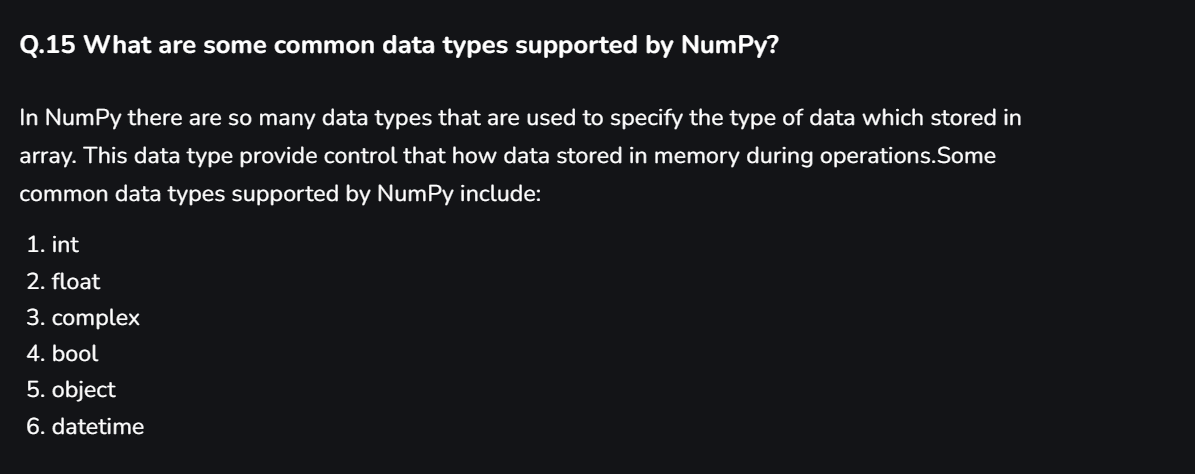 Q.15 What are some common data types supported by NumPy?
In NumPy there are so many data types that are used to specify the type of data which stored in
array. This data type provide control that how data stored in memory during operations.Some
common data types supported by NumPy include:
1. int
2. float
3. complex
4. bool
5. object
6. datetime